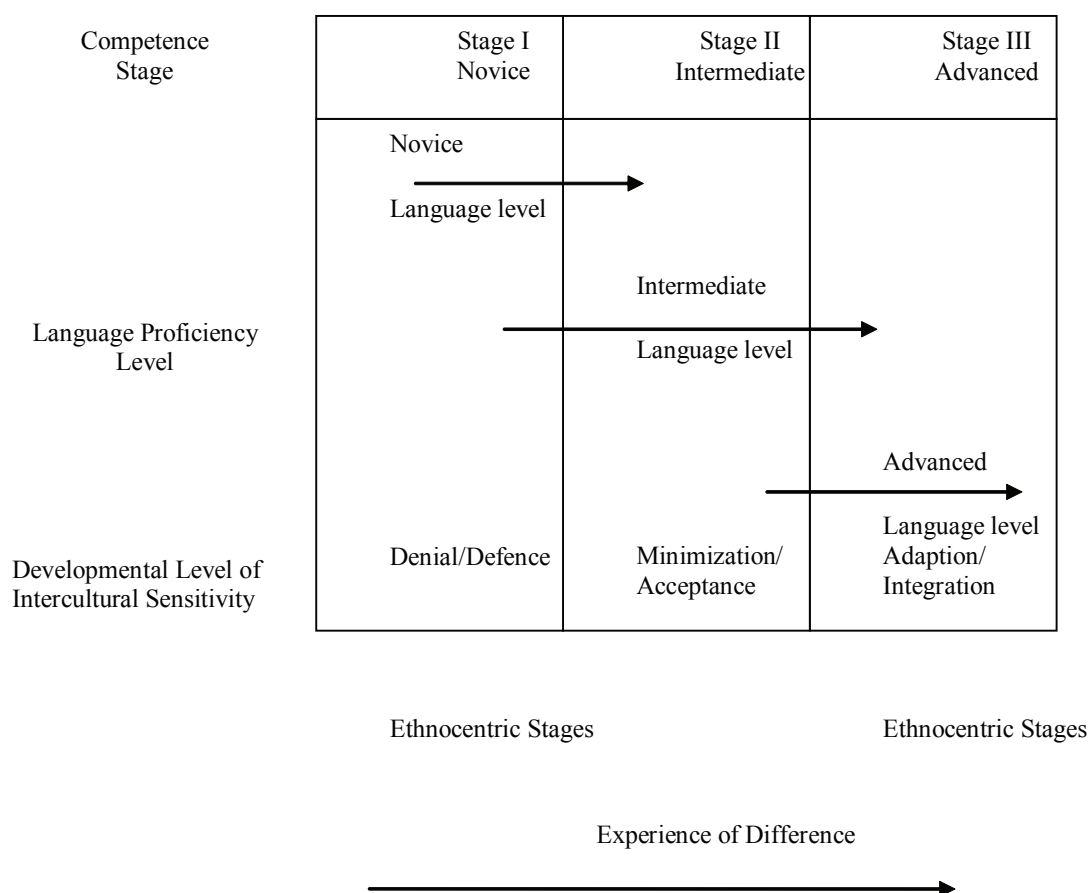 Competence
Stage
Stage I
Novice
Stage II
Intermediate
Stage III
Advanced
Novice
Language level
Intermediate
Language level
Language Proficiency
Level
Advanced
Language level
Developmental Level of
Intercultural Sensitivity
Denial/Defence
Minimization/
Acceptance
Adaption/
Integration
Ethnocentric Stages
Ethnocentric Stages
Experience of Difference